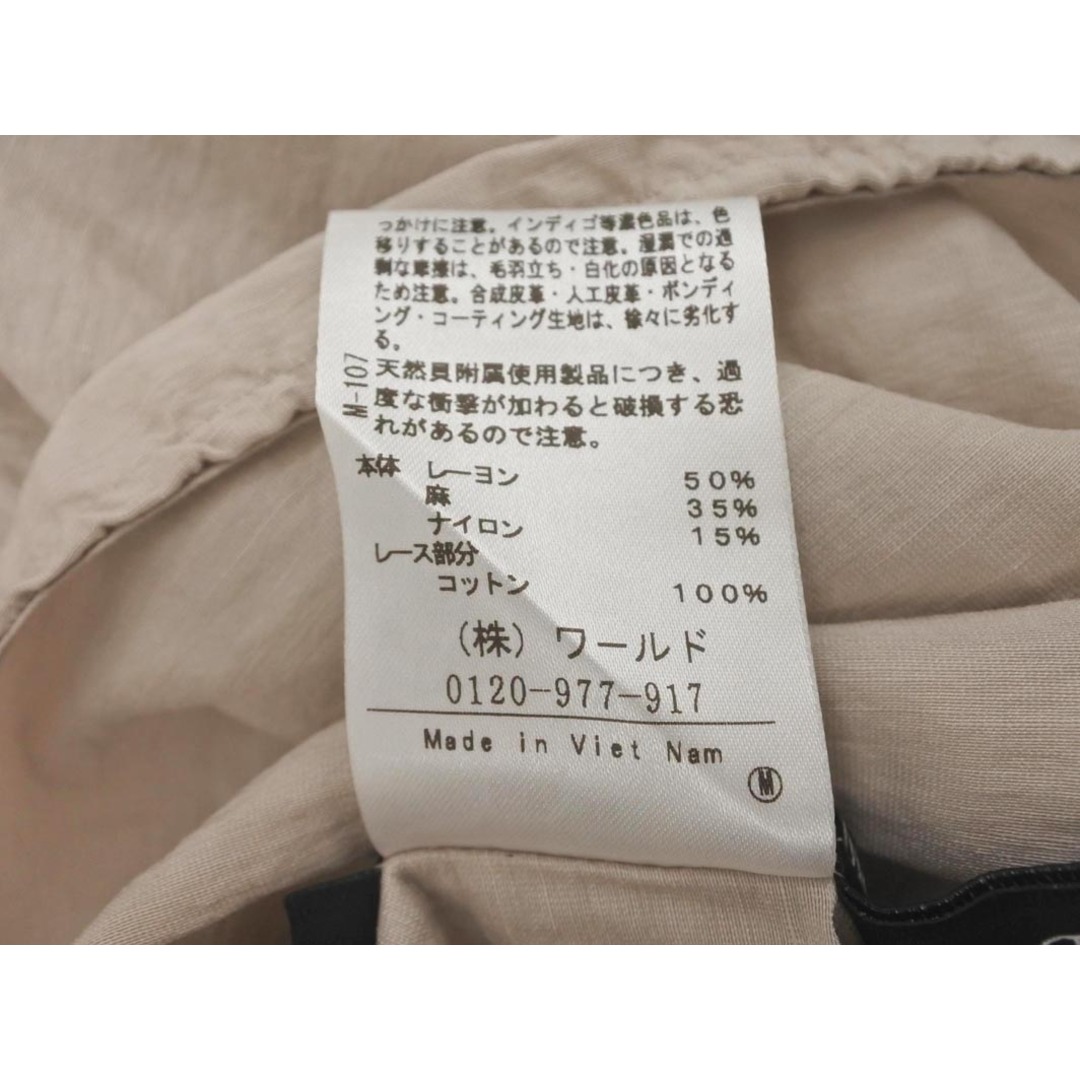 っかけに注意。インディゴ等濃色品は、色
移りすることがあるので注意。湿潤での過
剰な摩擦は、毛羽立ち・白化の原因となる
ため注意。合成皮革・人工皮革・ボンディ
ング・コーティング生地は、徐々に劣化す
る。
M-107
天然貝附属使用製品につき、過
度な衝撃が加わると破損する恐
れがあるので注意。
本体 レーヨン 50%
麻 35%
ナイロン 15%
レース部分
コットン 100%
(株) ワールド
0120-977-917
Made in Viet Nam
M